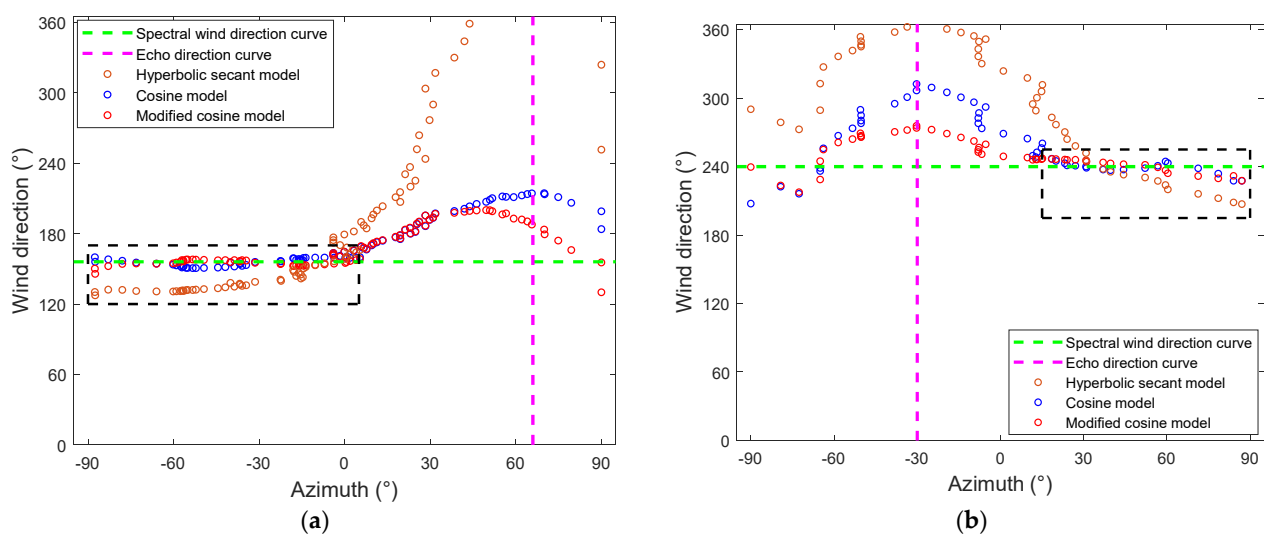 360
300
240
180
120
60
0
Wind direction (°)
Spectral wind direction curve
Echo direction curve
Hyperbolic secant model
Cosine model
Modified cosine model
-90 -60 -30 0 30 60 90
Azimuth (°)
(a)
360
300
240
180
120
60
0
Wind direction (°)
Spectral wind direction curve
Echo direction curve
Hyperbolic secant model
Cosine model
Modified cosine model
-90 -60 -30 0 30 60 90
Azimuth (°)
(b)